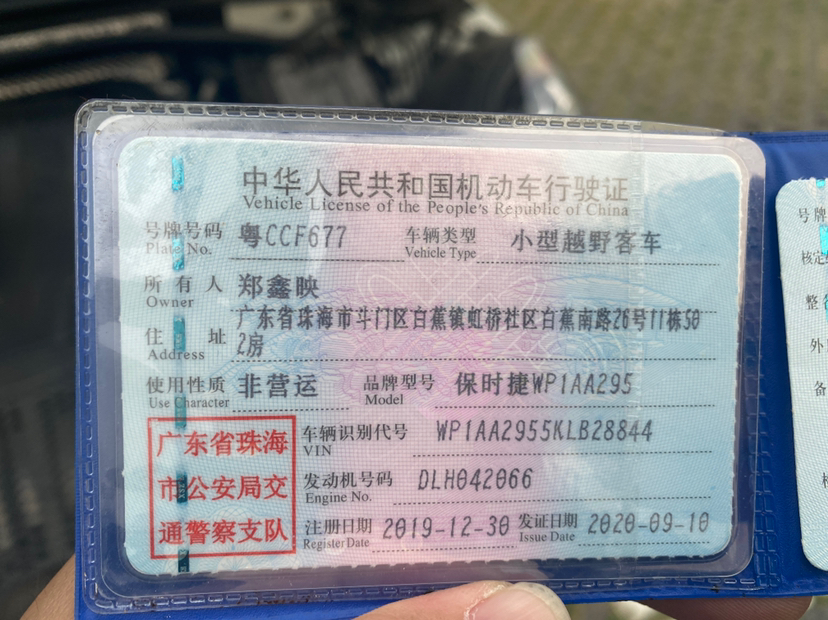 中华人民共和国机动车行驶证
Vehicle License of the People's Republic of China
号牌号码 粤CCF677 车辆类型 小型越野客车
Plate No. Vehicle Type
所有人 郑鑫映
Owner
住址 广东省珠海市斗门区白蕉镇虹桥社区白蕉南路26号11栋50
Address 2房
使用性质 非营运 品牌型号 保时捷WP1AA295
Use Character Model
广东省珠海
市公安局交
通警察支队
车辆识别代号 WP1AA2955KLB28844
VIN
发动机号码 DLH042066
Engine No.
注册日期 2019-12-30 发证日期 2020-09-10
Register Date Issue Date
号牌
核定
整
外
备